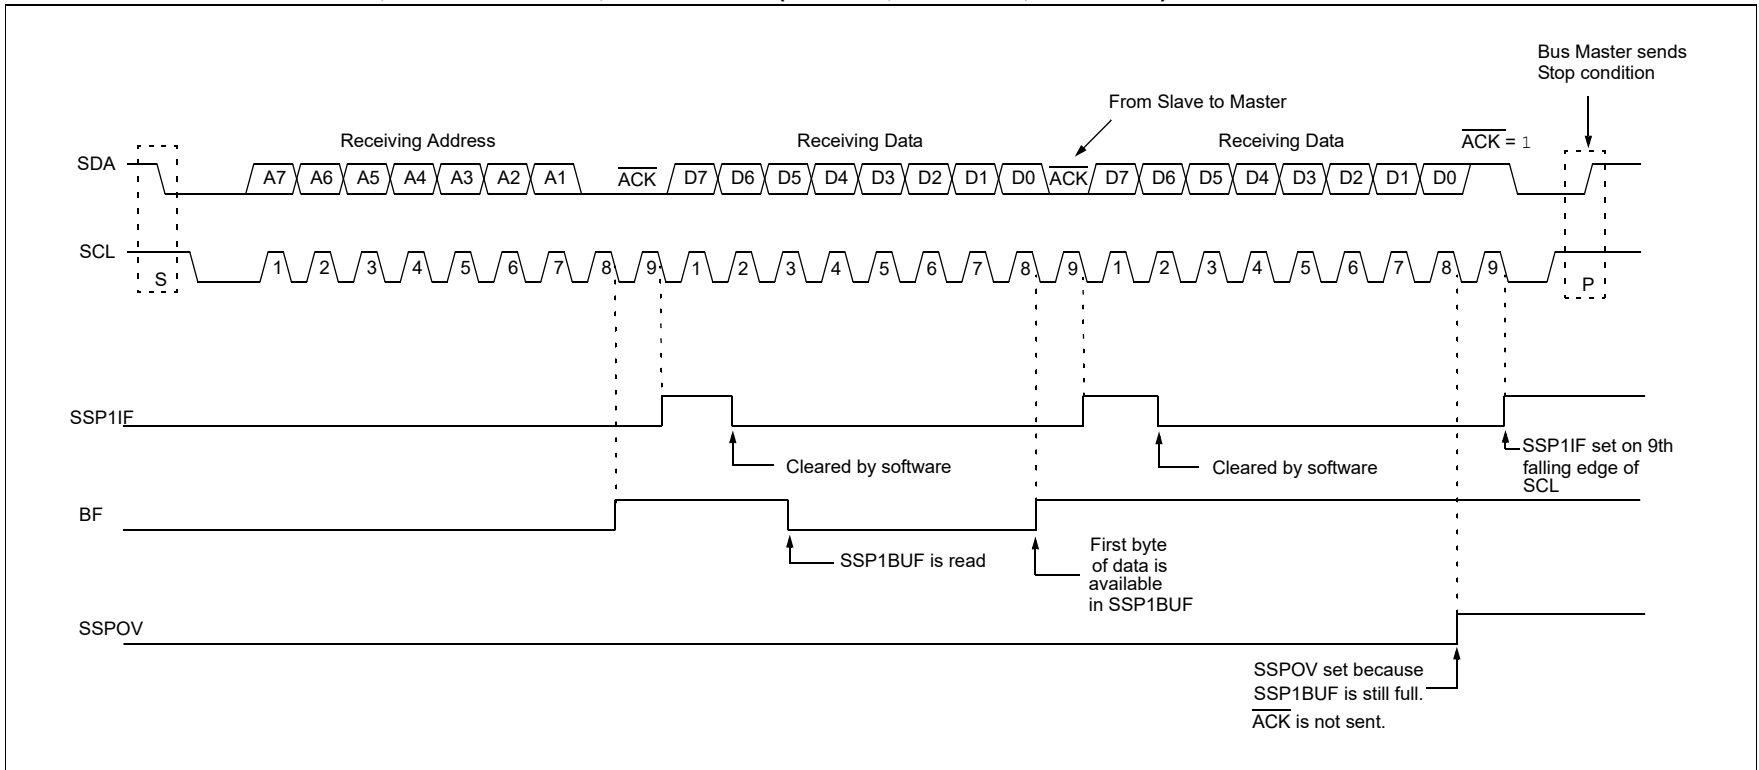 Bus Master sends
Stop condition
From Slave to Master
Receiving Address
Receiving Data
Receiving Data
ACK = 1
SDA
A7 A6 A5 A4 A3 A2 A1 ACK D7 D6 D5 D4 D3 D2 D1 D0 ACK D7 D6 D5 D4 D3 D2 D1 D0
SCL
S 1 2 3 4 5 6 7 8 9 1 2 3 4 5 6 7 8 9 1 2 3 4 5 6 7 8 9 P
SSP1IF
Cleared by software
Cleared by software
SSP1IF set on 9th
falling edge of
SCL
BF
SSP1BUF is read
First byte
of data is
available
in SSP1BUF
SSPOV
SSPOV set because
SSP1BUF is still full.
ACK is not sent.